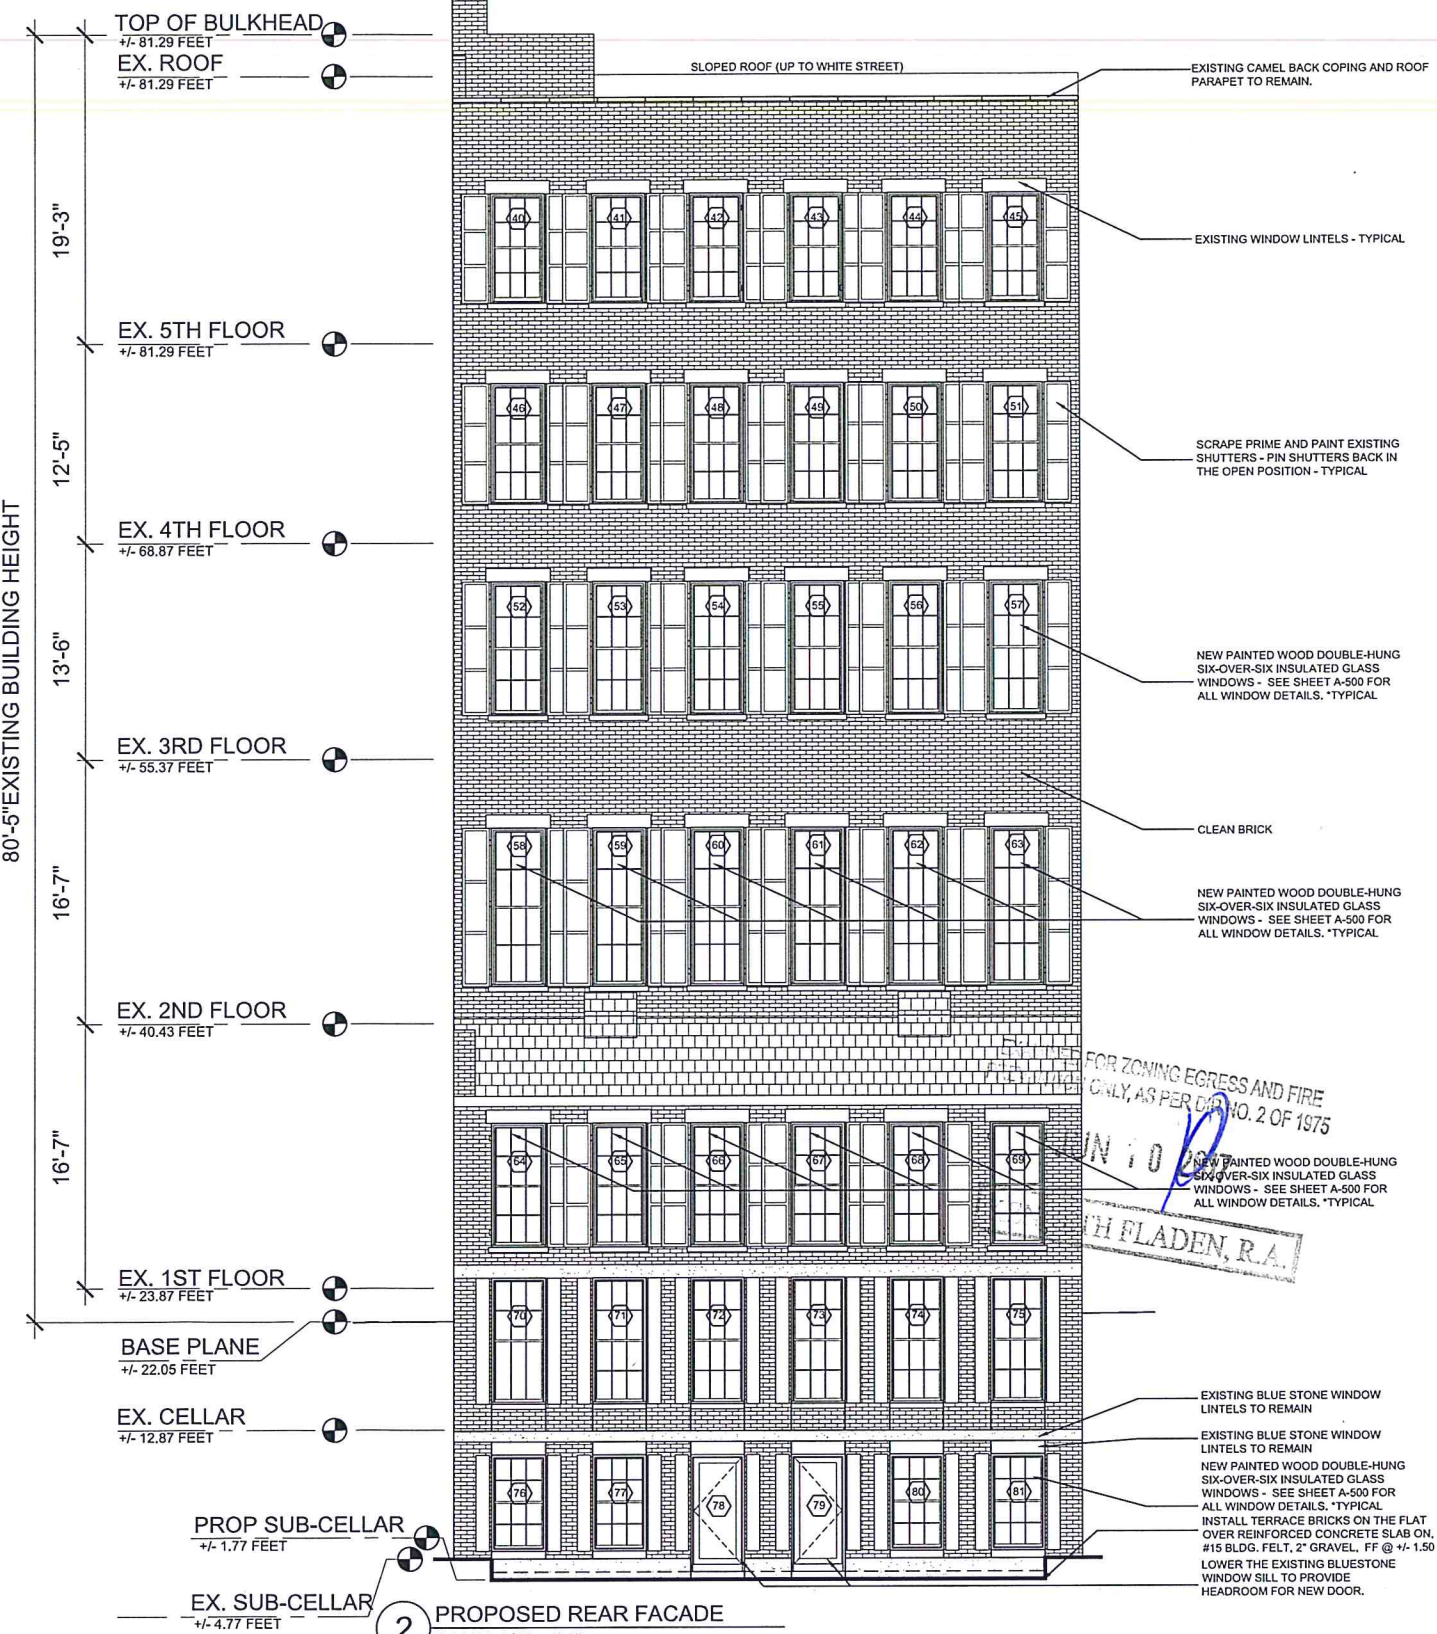 TOP OF BULKHEAD
+/- 81.29 FEET
EX. ROOF
+/- 81.29 FEET
SLOPED ROOF (UP TO WHITE STREET)
EXISTING CAMEL BACK COPING AND ROOF
PARAPET TO REMAIN.
19'-3"
40 41 42 43 44 45
EXISTING WINDOW LINTELS - TYPICAL
EX. 5TH FLOOR
+/- 81.29 FEET
46 47 48 49 50 51
12'-5"
SCRAPE PRIME AND PAINT EXISTING
SHUTTERS - PIN SHUTTERS BACK IN
THE OPEN POSITION - TYPICAL
80'-5"EXISTING BUILDING HEIGHT
EX. 4TH FLOOR
+/- 68.87 FEET
52 53 54 55 56 57
13'-6"
NEW PAINTED WOOD DOUBLE-HUNG
SIX-OVER-SIX INSULATED GLASS
WINDOWS - SEE SHEET A-500 FOR
ALL WINDOW DETAILS. *TYPICAL
EX. 3RD FLOOR
+/- 55.37 FEET
CLEAN BRICK
58 59 60 61 62 63
16'-7"
NEW PAINTED WOOD DOUBLE-HUNG
SIX-OVER-SIX INSULATED GLASS
WINDOWS - SEE SHEET A-500 FOR
ALL WINDOW DETAILS. *TYPICAL
EX. 2ND FLOOR
+/- 40.43 FEET
FOR ZONING EGRESS AND FIRE
ONLY, AS PER DIR NO. 2 OF 1975
JUN 10
16'-7"
64 65 66 67 68 69
NEW PAINTED WOOD DOUBLE-HUNG
SIX-OVER-SIX INSULATED GLASS
WINDOWS - SEE SHEET A-500 FOR
ALL WINDOW DETAILS. *TYPICAL
FLADEN, R.A.
EX. 1ST FLOOR
+/- 23.87 FEET
70 71 72 73 74 75
BASE PLANE
+/- 22.05 FEET
EX. CELLAR
+/- 12.87 FEET
EXISTING BLUE STONE WINDOW
LINTELS TO REMAIN
EXISTING BLUE STONE WINDOW
LINTELS TO REMAIN
NEW PAINTED WOOD DOUBLE-HUNG
SIX-OVER-SIX INSULATED GLASS
WINDOWS - SEE SHEET A-500 FOR
ALL WINDOW DETAILS. *TYPICAL
76 77 78 79 80 81
INSTALL TERRACE BRICKS ON THE FLAT
OVER REINFORCED CONCRETE SLAB ON,
#15 BLDG. FELT, 2" GRAVEL, FF @ +/- 1.50
LOWER THE EXISTING BLUESTONE
WINDOW SILL TO PROVIDE
HEADROOM FOR NEW DOOR.
PROP SUB-CELLAR
+/- 1.77 FEET
EX. SUB-CELLAR
+/- 4.77 FEET
2 PROPOSED REAR FACADE